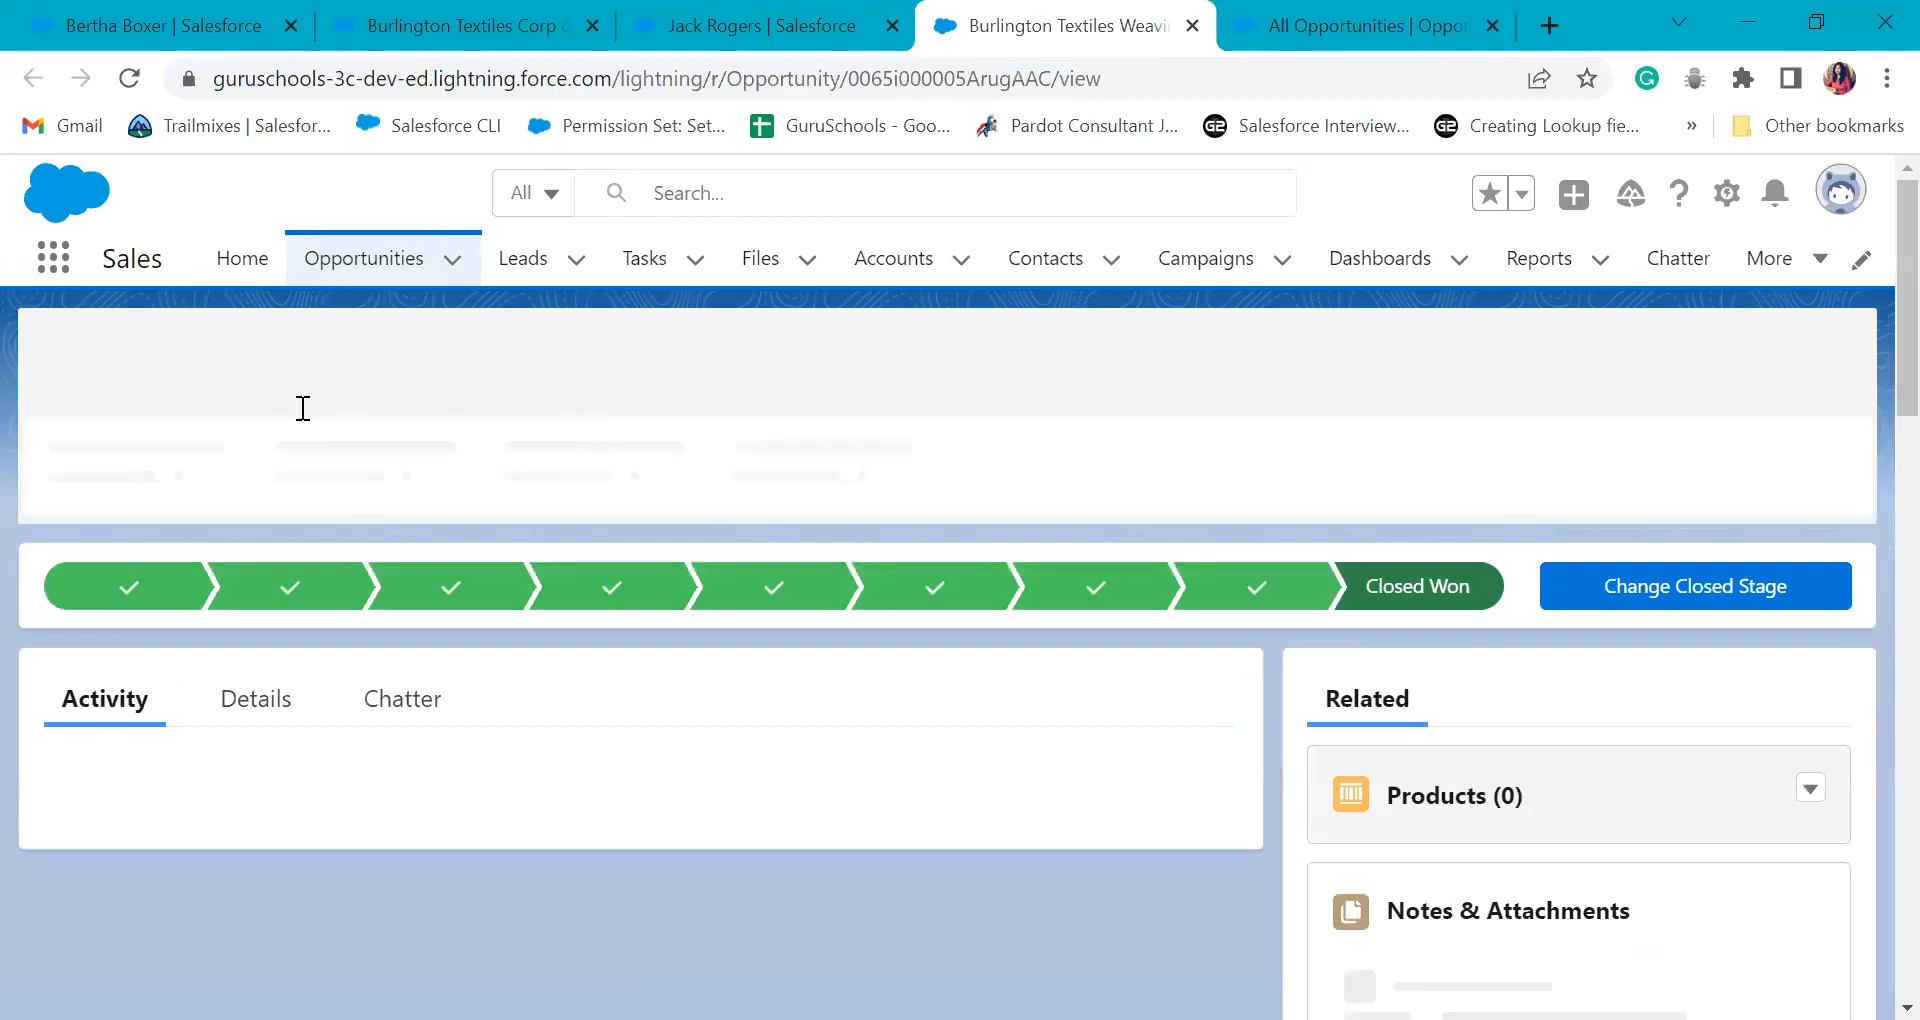 Bertha Boxer | Salesforce
Burlington Textiles Corp o
Jack Rogers | Salesforce
Burlington Textiles Weavi
All Opportunities | Oppor
guruschools-3c-dev-ed.lightning.force.com/lightning/r/Opportunity/0065i000005ArugAAC/view
Gmail
Trailmixes | Salesfor...
Salesforce CLI
Permission Set: Set...
GuruSchools - Goo...
Pardot Consultant J...
Salesforce Interview...
Creating Lookup fie...
»
Other bookmarks
All
Search...
Sales
Home
Opportunities
Leads
Tasks
Files
Accounts
Contacts
Campaigns
Dashboards
Reports
Chatter
More
Closed Won
Change Closed Stage
Activity
Details
Chatter
Related
Products (0)
Notes & Attachments